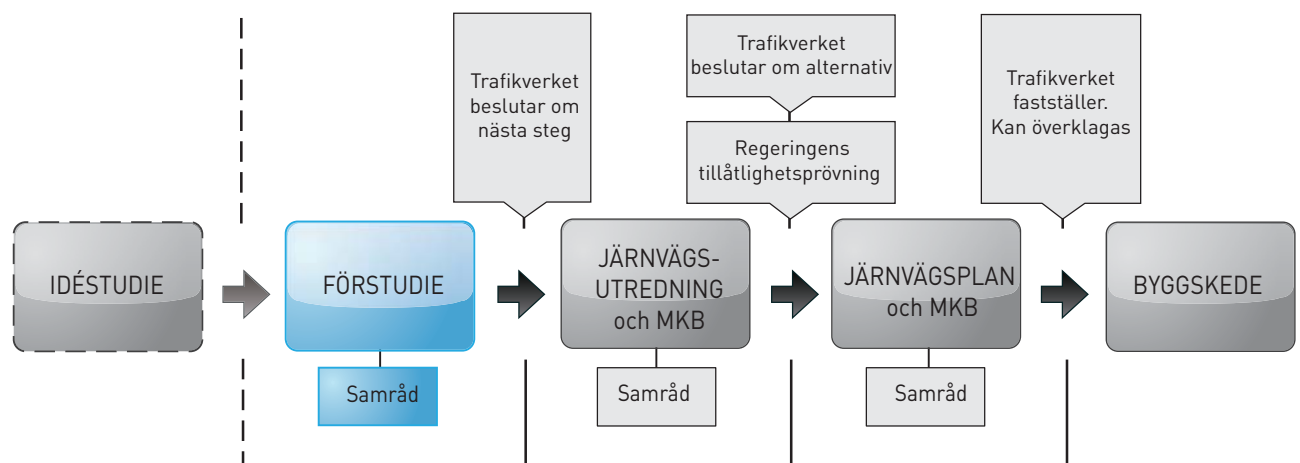 Trafikverket
beslutar om
nästa steg
Trafikverket
beslutar om alternativ
Regeringens
tillåtlighetsprövning
Trafikverket
fastställer.
Kan överklagas
IDÉSTUDIE
FÖRSTUDIE
JÄRNVÄGS-
UTREDNING
och MKB
JÄRNVÄGSPLAN
och MKB
BYGGSKEDE
Samråd
Samråd
Samråd